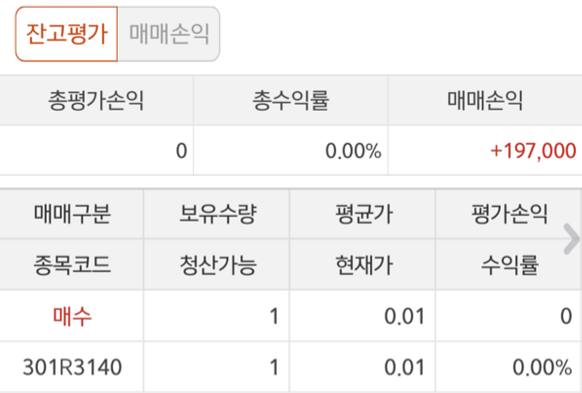 잔고평가 매매손익
총평가손익 총수익률 매매손익
0 0.00% +197,000
매매구분 보유수량 평균가 평가손익
종목코드 청산가능 현재가 수익률
매수 1 0.01 0
301R3140 1 0.01 0.00%